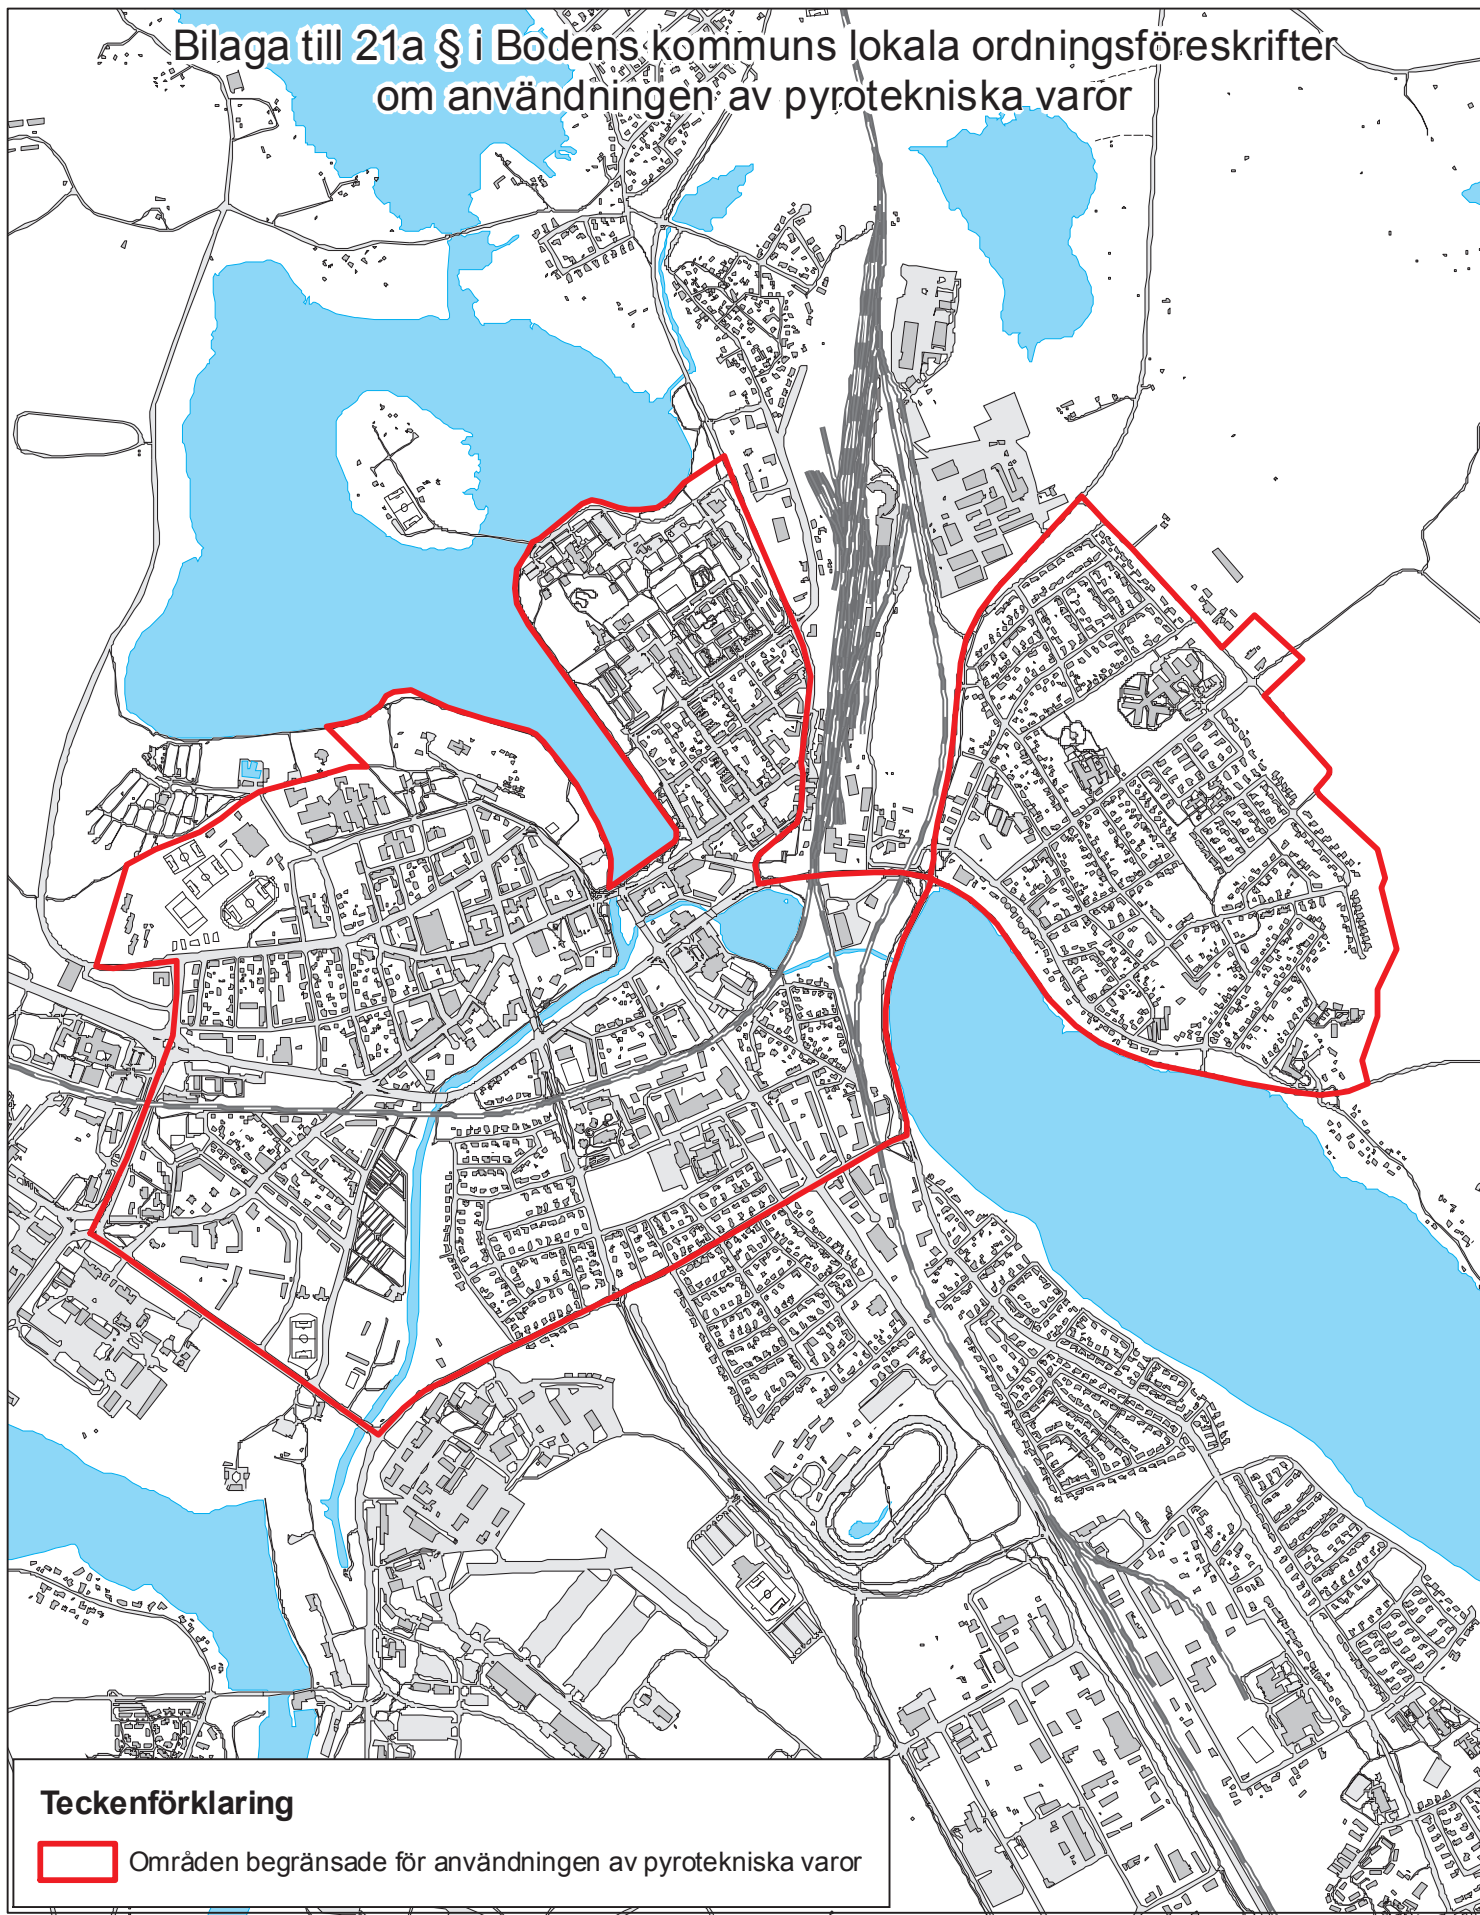 Bilaga till 21a § i Bodens kommuns lokala ordningsföreskrifter
om användningen av pyrotekniska varor
Teckenförklaring
Områden begränsade för användningen av pyrotekniska varor